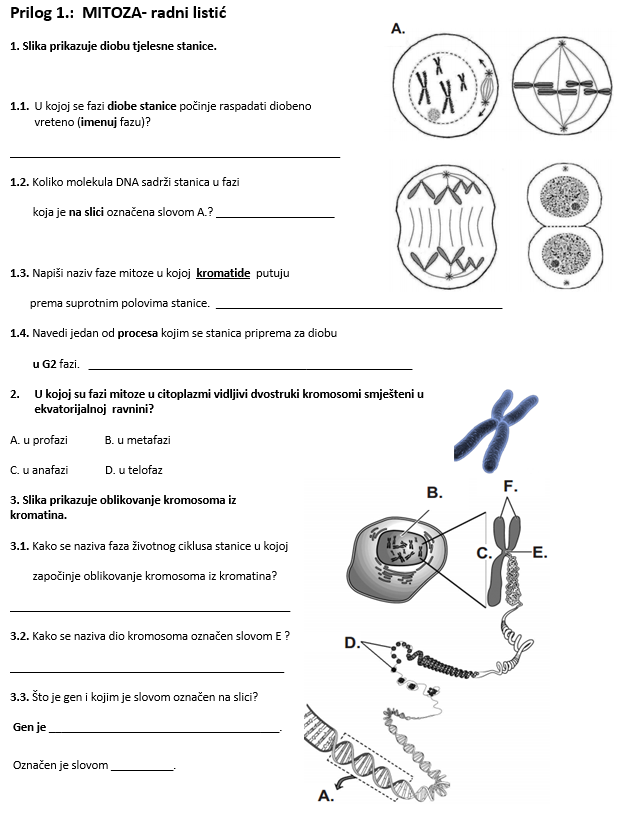 Prilog 1.: MITOZA- radni listić
A.
1. Slika prikazuje diobu tjelesne stanice.
1.1. U kojoj se fazi diobe stanice počinje raspadati diobeno
vreteno (imenuj fazu)?
1.2. Koliko molekula DNA sadrži stanica u fazi
koja je na slici označena slovom A.? ____________________
1.3. Napiši naziv faze mitoze u kojoj kromatide putuju
prema suprotnim polovima stanice. ____________________
1.4. Navedi jedan od procesa kojim se stanica priprema za diobu
u G2 fazi. ____________________
2. U kojoj su fazi mitoze u citoplazmi vidljivi dvostruki kromosomi smješteni u
ekvatorijalnoj ravnini?
A. u profazi B. u metafazi
C. u anafazi D. u telofaz
3. Slika prikazuje oblikovanje kromosoma iz
kromatina.
3.1. Kako se naziva faza životnog ciklusa stanice u kojoj
započinje oblikovanje kromosoma iz kromatina?
3.2. Kako se naziva dio kromosoma označen slovom E ?
3.3. Što je gen i kojim je slovom označen na slici?
Gen je ____________________.
Označen je slovom __________.
B.
F.
C.
E.
D.
A.